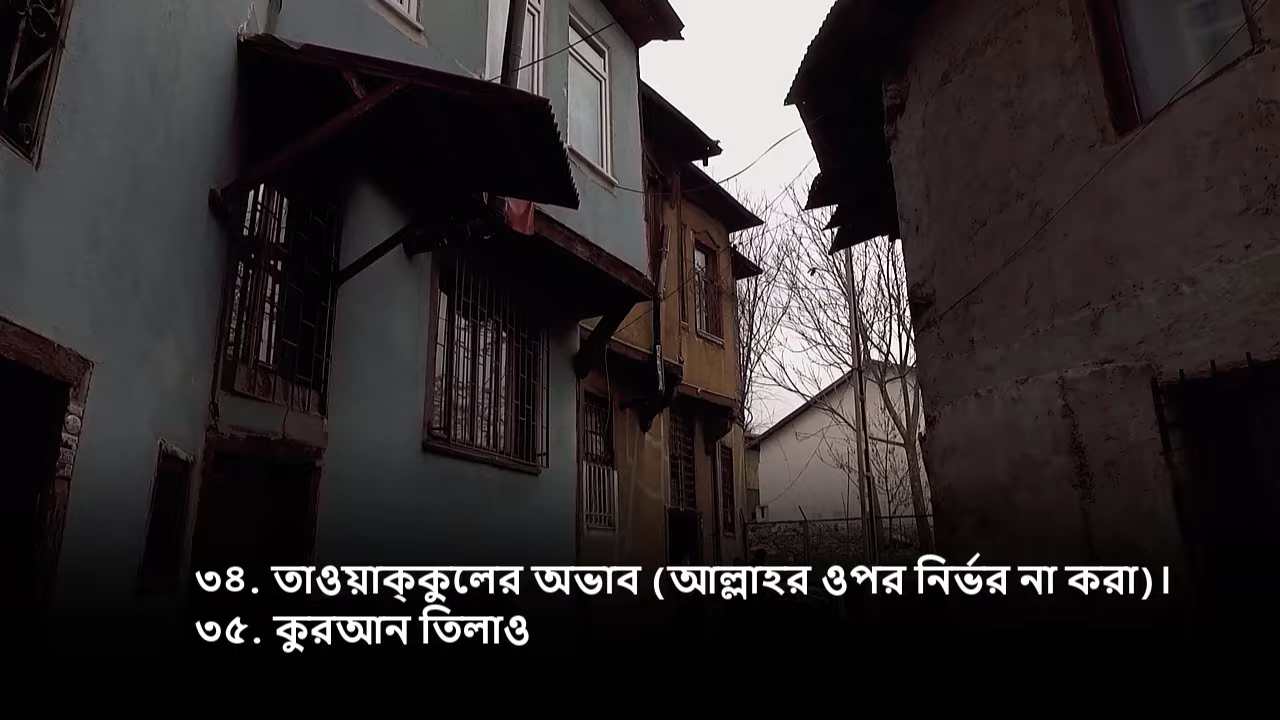 ৩৪. তাওয়াক্‌কুলের অভাব (আল্লাহর ওপর নির্ভর না করা)।
৩৫. কুরআন তিলাও